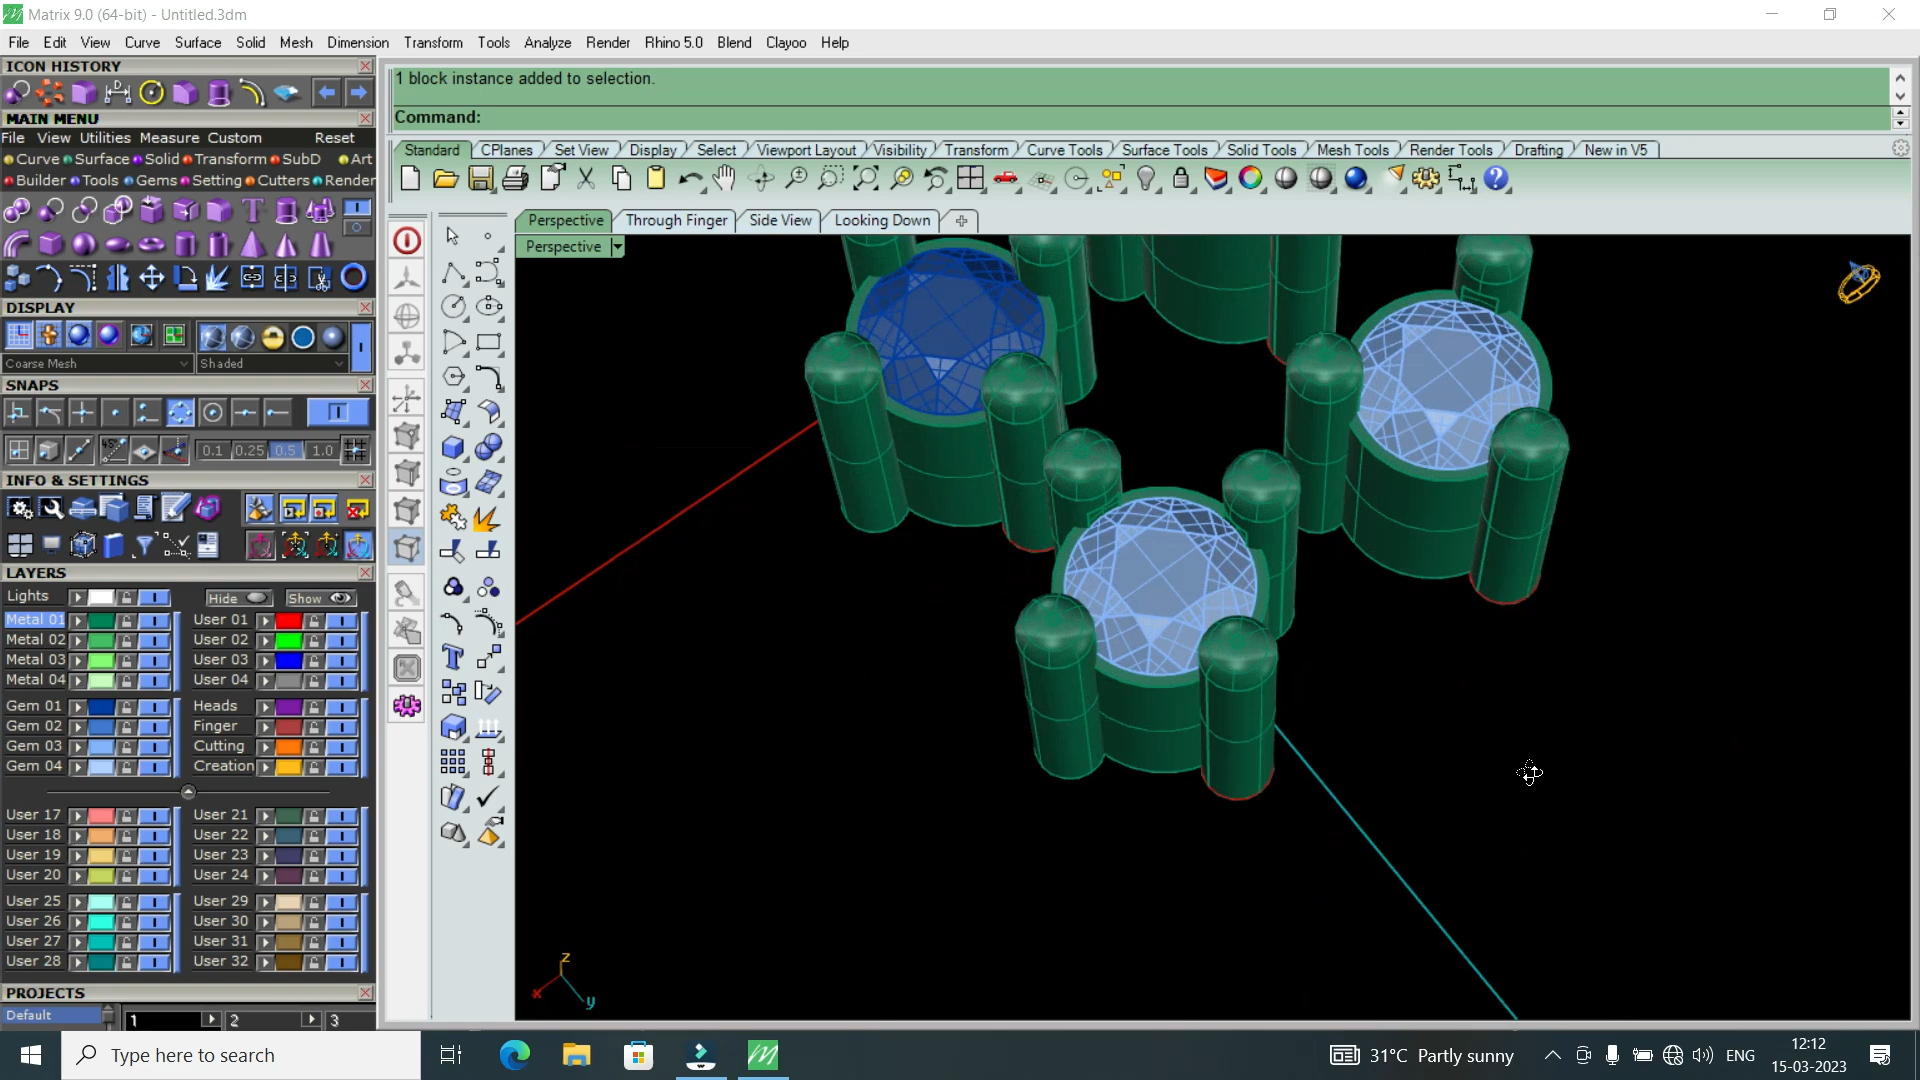 Matrix 9.0 (64-bit) - Untitled.3dm
File Edit View Curve Surface Solid Mesh Dimension Transform Tools Analyze Render Rhino 5.0 Blend Clayoo Help
ICON HISTORY
MAIN MENU
File View Utilities Measure Custom Reset
Curve Surface Solid Transform SubD Art
Builder Tools Gems Setting Cutters Render
DISPLAY
Coarse Mesh Shaded
SNAPS
0.1 0.25 0.5 1.0
INFO & SETTINGS
LAYERS
Lights Hide Show
Metal 01 User 01
Metal 02 User 02
Metal 03 User 03
Metal 04 User 04
Gem 01 Heads
Gem 02 Finger
Gem 03 Cutting
Gem 04 Creation
User 17 User 21
User 18 User 22
User 19 User 23
User 20 User 24
User 25 User 29
User 26 User 30
User 27 User 31
User 28 User 32
PROJECTS
Default 1 2 3
1 block instance added to selection.
Command:
Standard CPlanes Set View Display Select Viewport Layout Visibility Transform Curve Tools Surface Tools Solid Tools Mesh Tools Render Tools Drafting New in V5
Perspective Through Finger Side View Looking Down
Perspective
z
x
y
Type here to search
31°C Partly sunny
ENG
12:12
15-03-2023